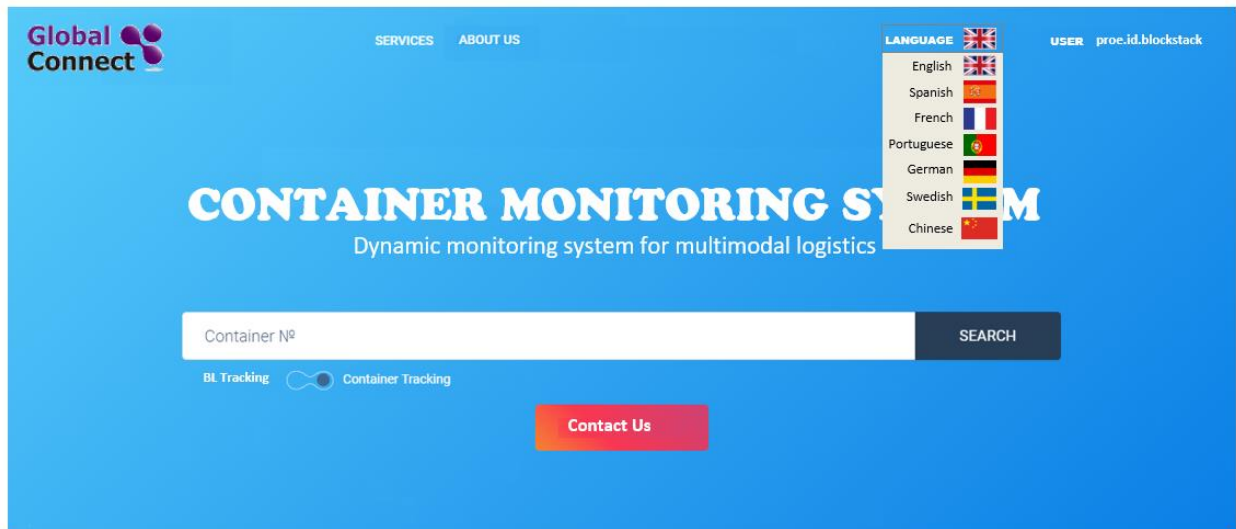 Global
Connect
SERVICES ABOUT US
LANGUAGE
USER proe.id.blockstack
English
Spanish
French
Portuguese
German
Swedish
Chinese
CONTAINER MONITORING S M
Dynamic monitoring system for multimodal logistics
Container Nº
SEARCH
BL Tracking
Container Tracking
Contact Us